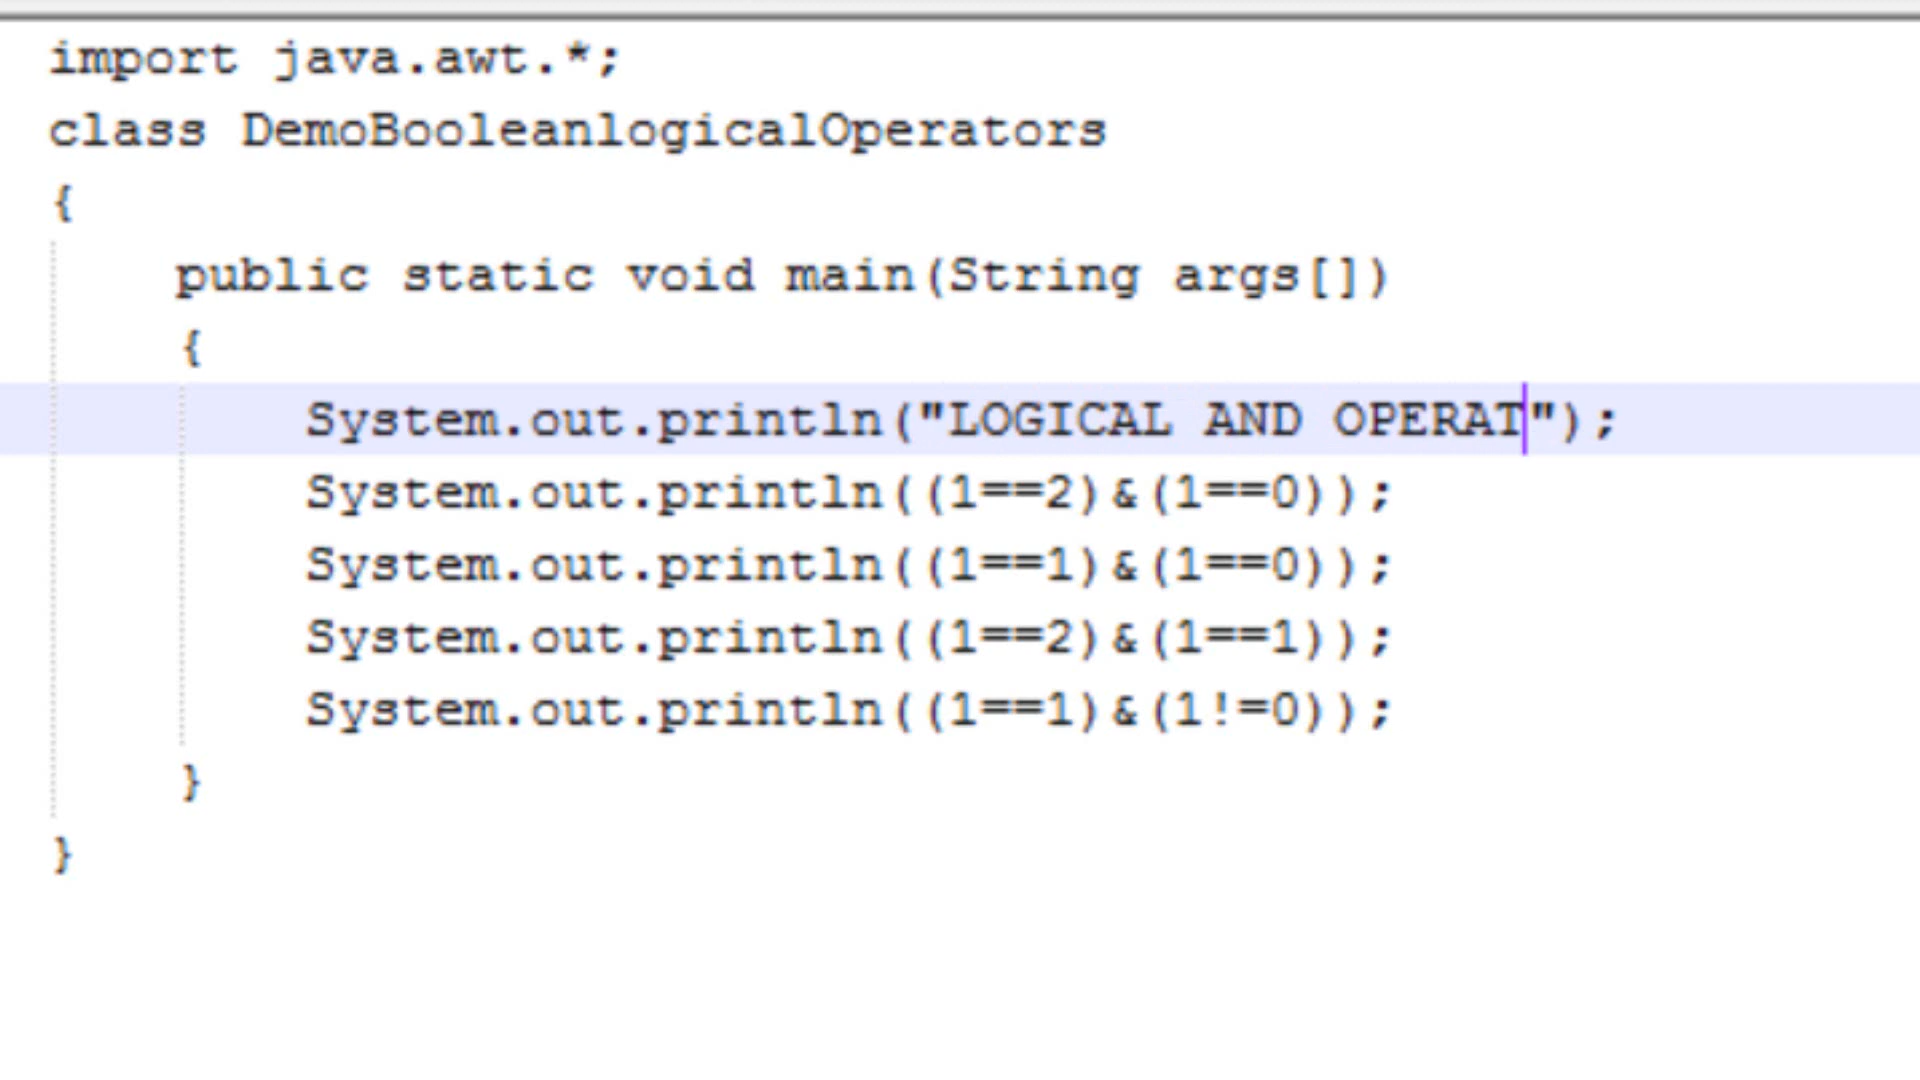 import java.awt.*;
class DemoBooleanlogicalOperators
{
public static void main(String args[])
{
System.out.println("LOGICAL AND OPERAT");
System.out.println((1==2)&(1==0));
System.out.println((1==1)&(1==0));
System.out.println((1==2)&(1==1));
System.out.println((1==1)&(1!=0));
}
}